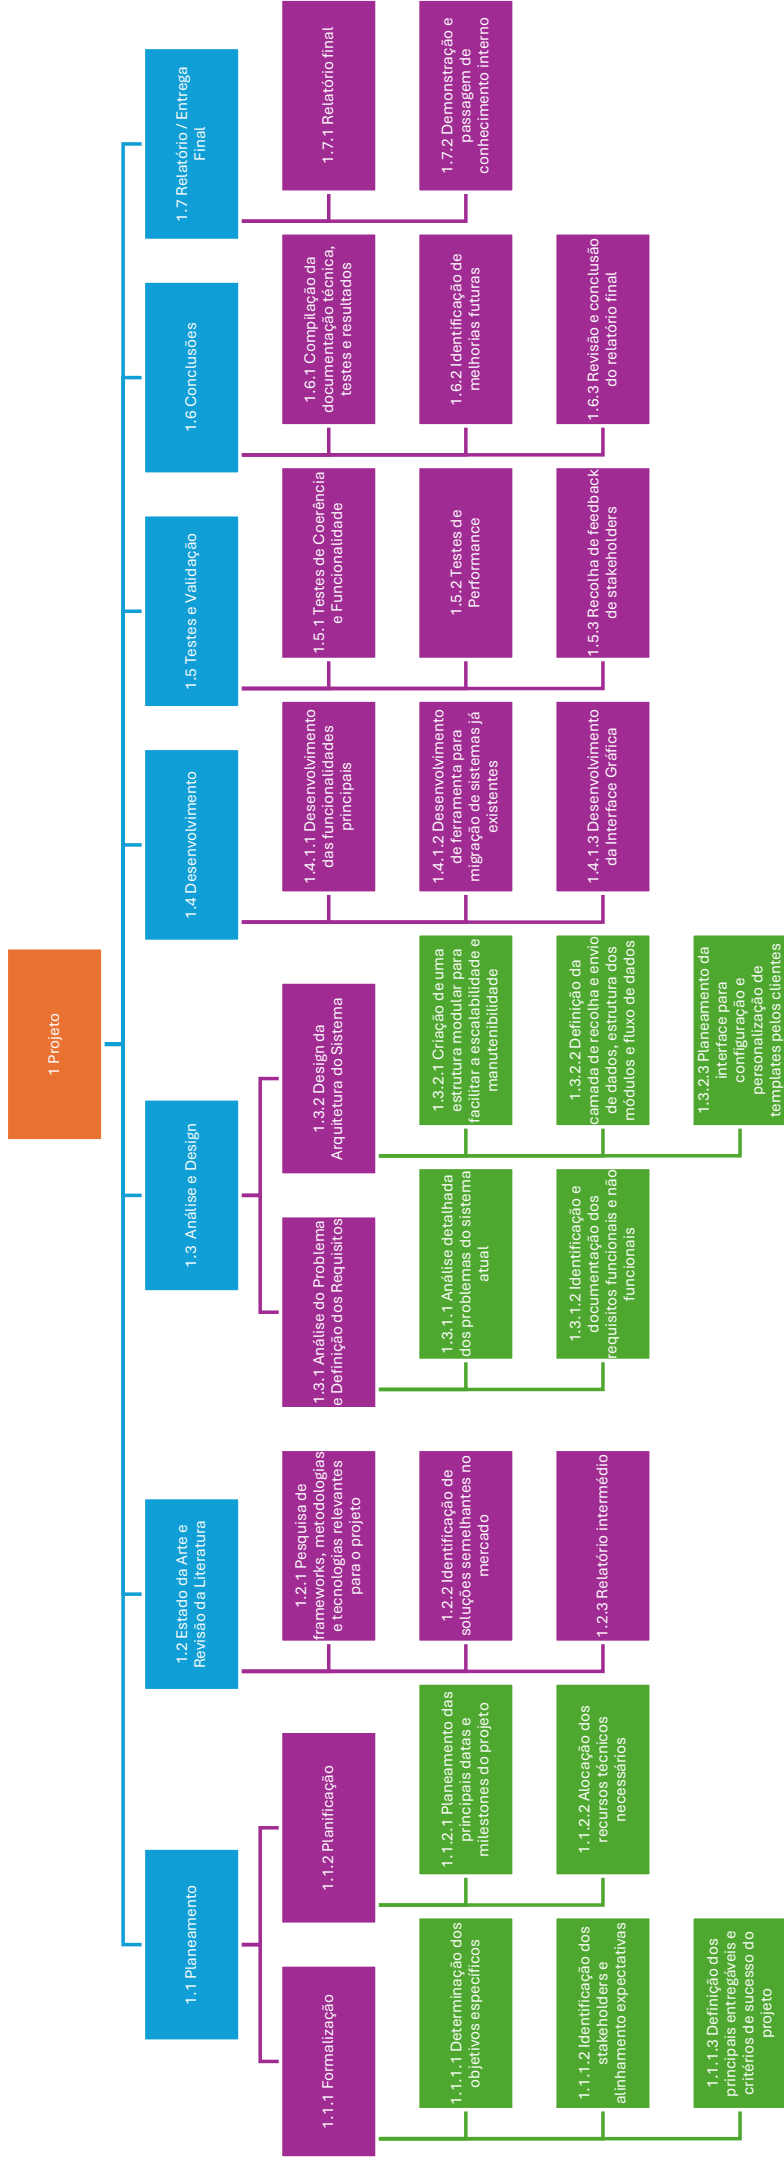 1 Projeto
1.1 Planeamento
1.1.1 Formalização
1.1.1.1 Determinação dos
objetivos específicos
1.1.1.2 Identificação dos
stakeholders e
alinhamento expectativas
1.1.1.3 Definição dos
principais entregáveis e
critérios de sucesso do
projeto
1.1.2 Planificação
1.1.2.1 Planeamento das
principais datas e
milestones do projeto
1.1.2.2 Alocação dos
recursos técnicos
necessários
1.2 Estado da Arte e
Revisão da Literatura
1.2.1 Pesquisa de
frameworks, metodologias
e tecnologias relevantes
para o projeto
1.2.2 Identificação de
soluções semelhantes no
mercado
1.2.3 Relatório intermédio
1.3 Análise e Design
1.3.1 Análise do Problema
e Definição dos Requisitos
1.3.1.1 Análise detalhada
dos problemas do sistema
atual
1.3.1.2 Identificação e
documentação dos
requisitos funcionais e não
funcionais
1.3.2 Design da
Arquitetura do Sistema
1.3.2.1 Criação de uma
estrutura modular para
facilitar a escalabilidade e
manutenibilidade
1.3.2.2 Definição da
camada de recolha e envio
de dados, estrutura dos
módulos e fluxo de dados
1.3.2.3 Planeamento da
interface para
configuração e
personalização de
templates pelos clientes
1.4 Desenvolvimento
1.4.1.1 Desenvolvimento
das funcionalidades
principais
1.4.1.2 Desenvolvimento
de ferramenta para
migração de sistemas já
existentes
1.4.1.3 Desenvolvimento
da Interface Gráfica
1.5 Testes e Validação
1.5.1 Testes de Coerência
e Funcionalidade
1.5.2 Testes de
Performance
1.5.3 Recolha de feedback
de stakeholders
1.6 Conclusões
1.6.1 Compilação da
documentação técnica,
testes e resultados
1.6.2 Identificação de
melhorias futuras
1.6.3 Revisão e conclusão
do relatório final
1.7 Relatório / Entrega
Final
1.7.1 Relatório final
1.7.2 Demonstração e
passagem de
conhecimento interno